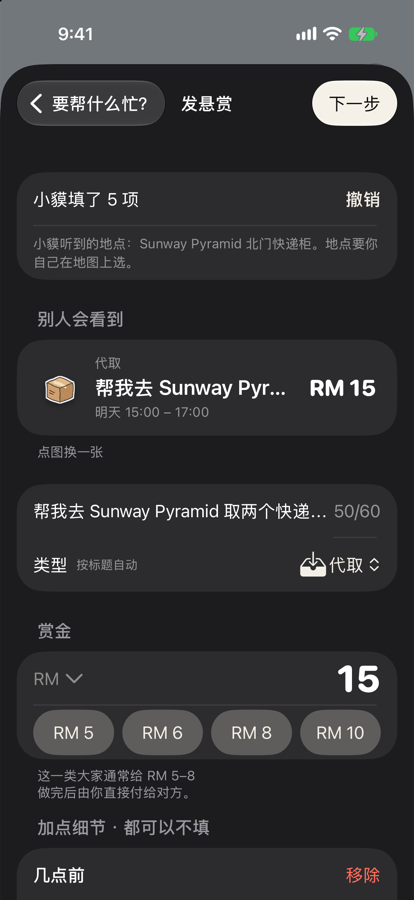 9:41
要帮什么忙?
发悬赏
下一步
小貘填了 5 项
撤销
小貘听到的地点：Sunway Pyramid 北门快递柜。地点要你
自己在地图上选。
别人会看到
代取
帮我去 Sunway Pyr...
RM 15
明天 15:00 – 17:00
点图换一张
帮我去 Sunway Pyramid 取两个快递...
50/60
类型
按标题自动
代取
赏金
RM
15
RM 5
RM 6
RM 8
RM 10
这一类大家通常给 RM 5–8
做完后由你直接付给对方。
加点细节 · 都可以不填
几点前
移除